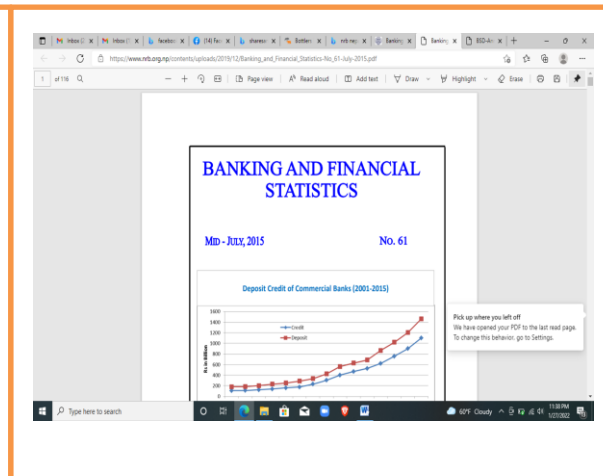 https://www.nrb.org.np/contents/uploads/2019/12/Banking_and_Financial_Statistics-No_61-July-2015.pdf
1 of 116
Page view
Read aloud
Add text
Draw
Highlight
Erase
BANKING AND FINANCIAL
STATISTICS
MID - JULY, 2015 NO. 61
Deposit Credit of Commercial Banks (2001-2015)
1600
1400
1200
1000
800
600
400
200
0
Rs in Billion
Credit
Deposit
Pick up where you left off
We have opened your PDF to the last read page.
To change this behavior, go to Settings.
Type here to search
60°F Cloudy
11:30 PM
1/27/2022